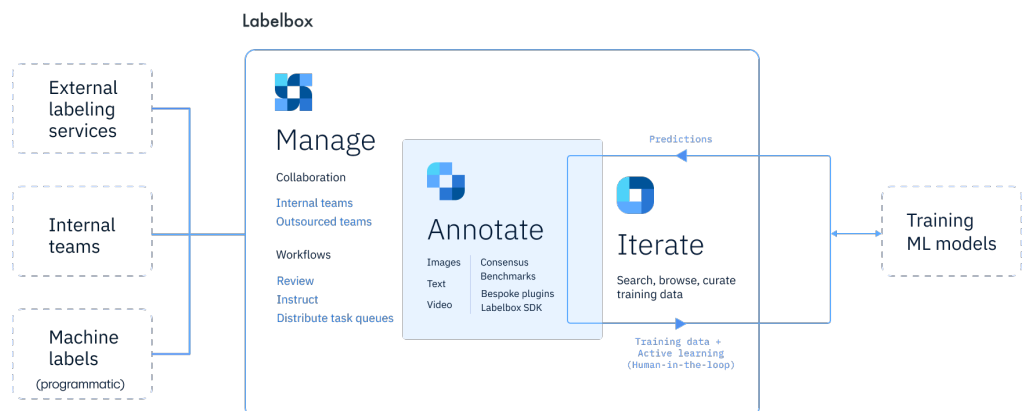 Labelbox
External
labeling
services
Internal
teams
Machine
labels
(programmatic)
Manage
Collaboration
Internal teams
Outsourced teams
Workflows
Review
Instruct
Distribute task queues
Annotate
Images
Text
Video
Consensus
Benchmarks
Bespoke plugins
Labelbox SDK
Predictions
Iterate
Search, browse, curate
training data
Training data +
Active learning
(Human-in-the-loop)
Training
ML models